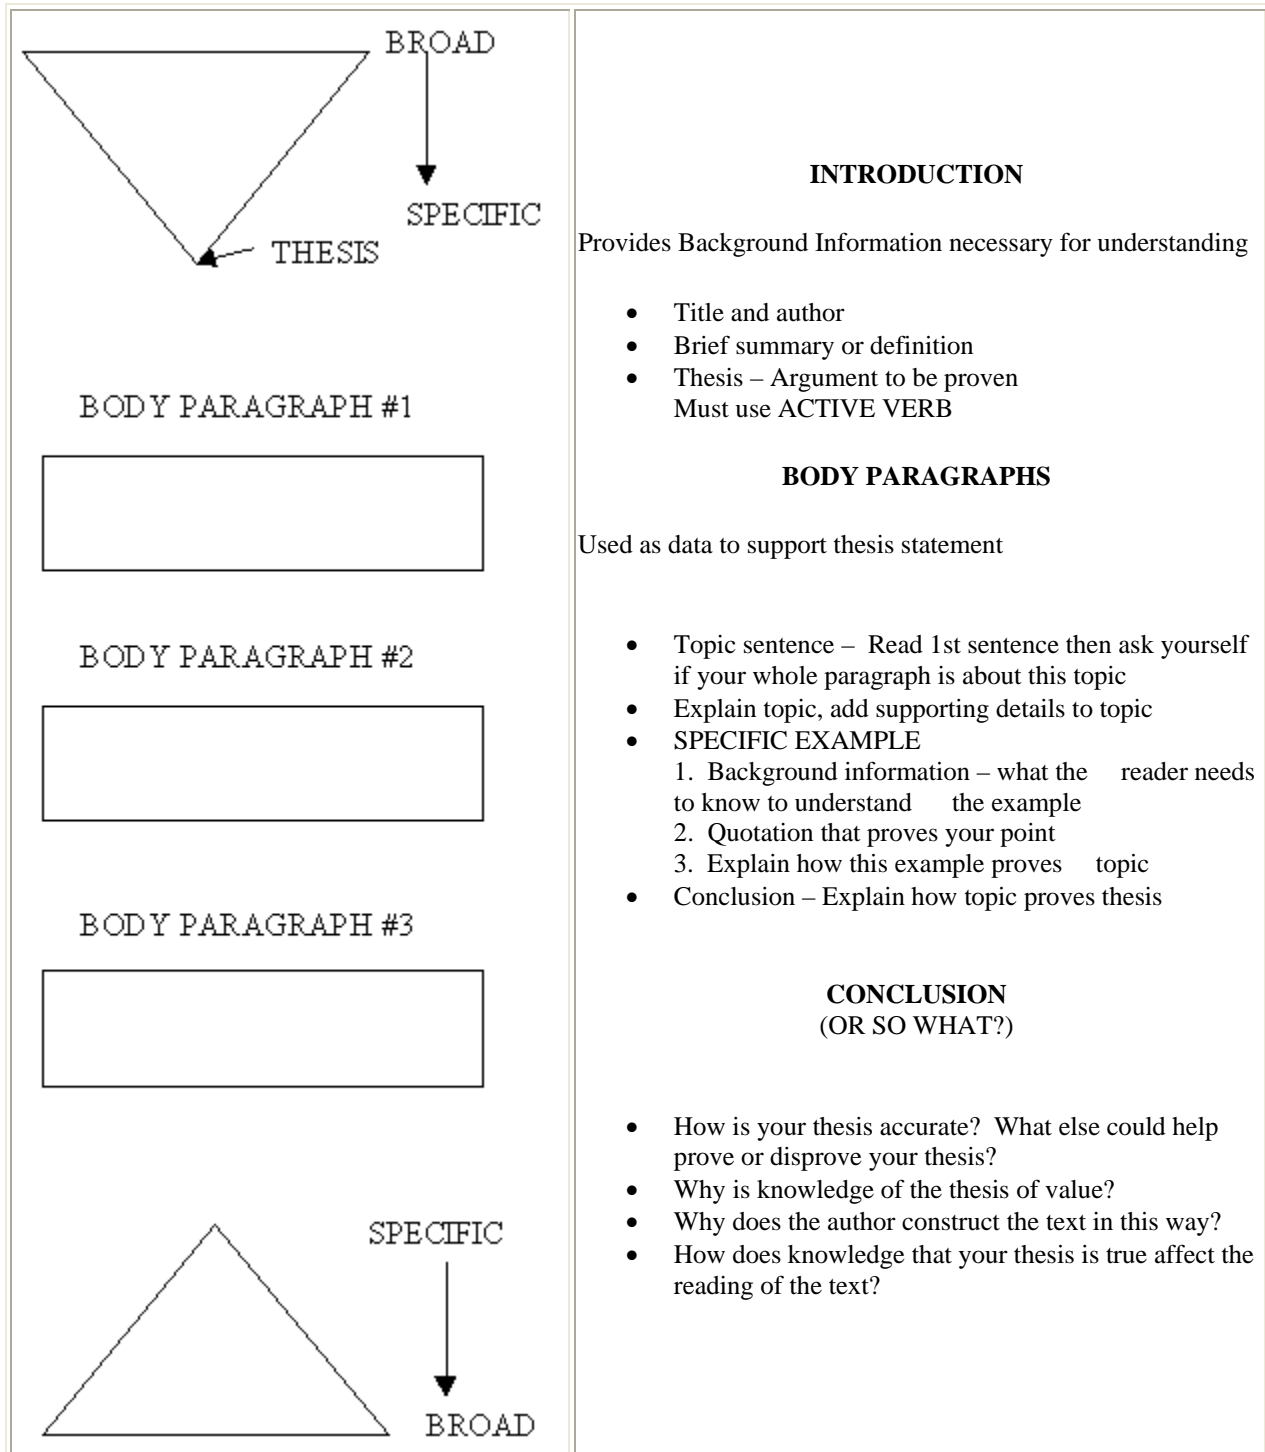 BROAD
SPECIFIC
THESIS
BODY PARAGRAPH #1
BODY PARAGRAPH #2
BODY PARAGRAPH #3
SPECIFIC
BROAD
INTRODUCTION
Provides Background Information necessary for understanding
• Title and author
• Brief summary or definition
• Thesis – Argument to be proven
Must use ACTIVE VERB
BODY PARAGRAPHS
Used as data to support thesis statement
• Topic sentence – Read 1st sentence then ask yourself
if your whole paragraph is about this topic
• Explain topic, add supporting details to topic
• SPECIFIC EXAMPLE
1. Background information – what the reader needs
to know to understand the example
2. Quotation that proves your point
3. Explain how this example proves topic
• Conclusion – Explain how topic proves thesis
CONCLUSION
(OR SO WHAT?)
• How is your thesis accurate? What else could help
prove or disprove your thesis?
• Why is knowledge of the thesis of value?
• Why does the author construct the text in this way?
• How does knowledge that your thesis is true affect the
reading of the text?